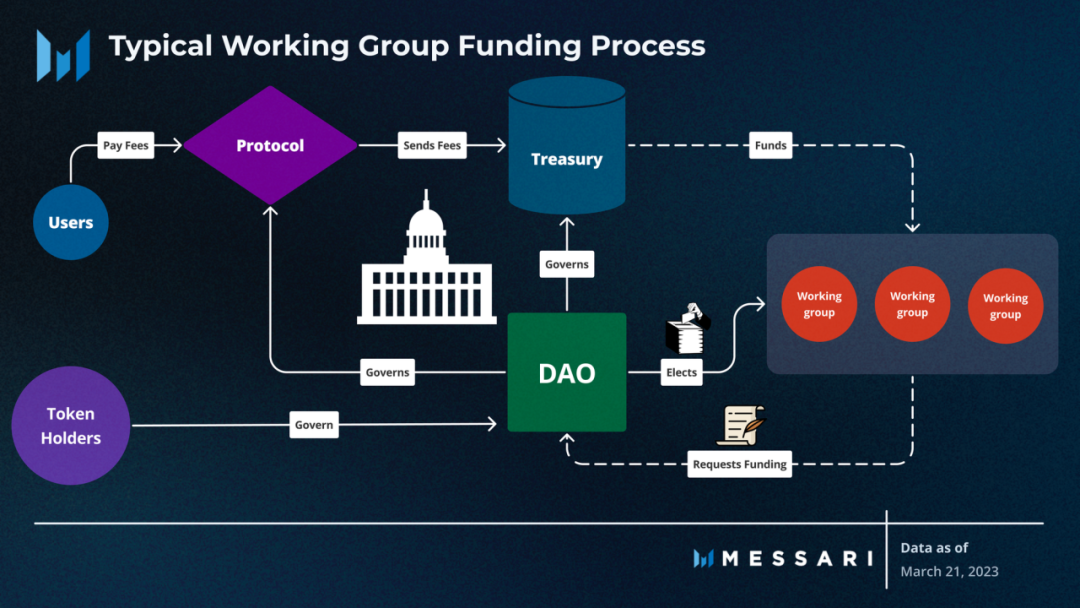 Typical Working Group Funding Process
Pay Fees
Protocol
Sends Fees
Treasury
Funds
Users
Governs
Working
group
Working
group
Working
group
DAO
Governs
Elects
Token
Holders
Govern
Requests Funding
MESSARI
Data as of
March 21, 2023